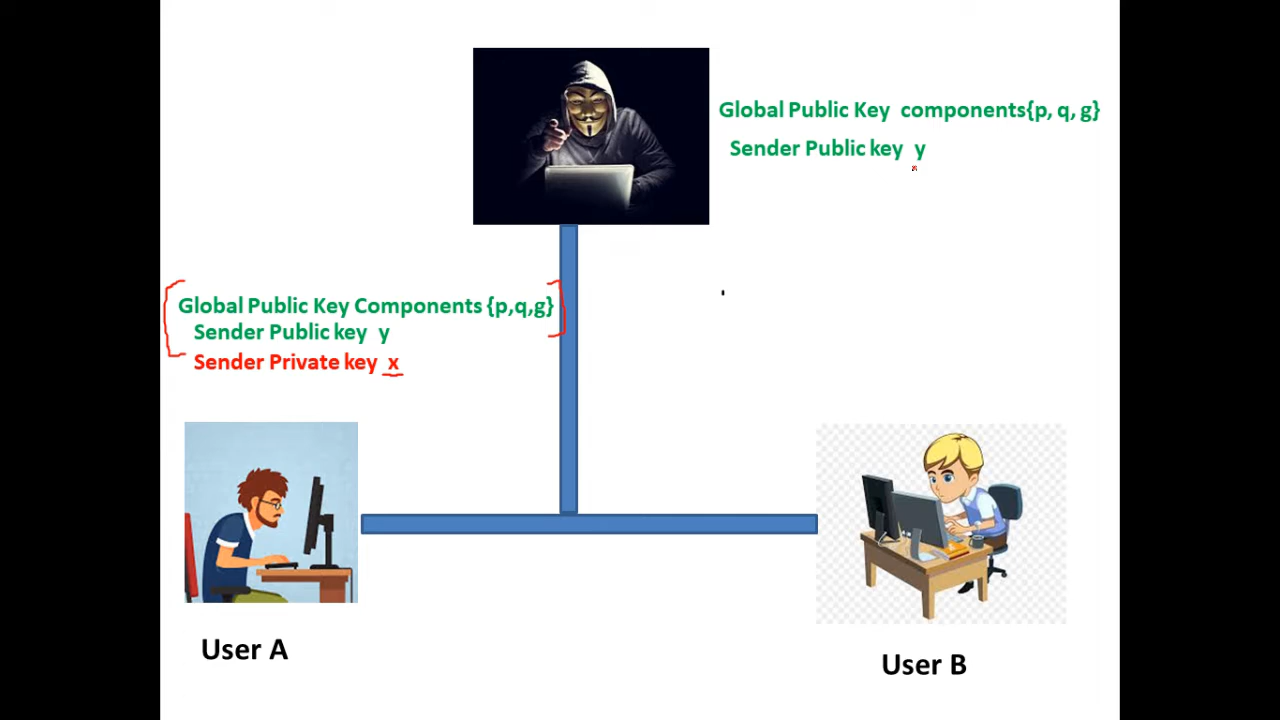 Global Public Key components{p, q, g}
Sender Public key y
Global Public Key Components {p,q,g}
Sender Public key y
Sender Private key x
User A
User B